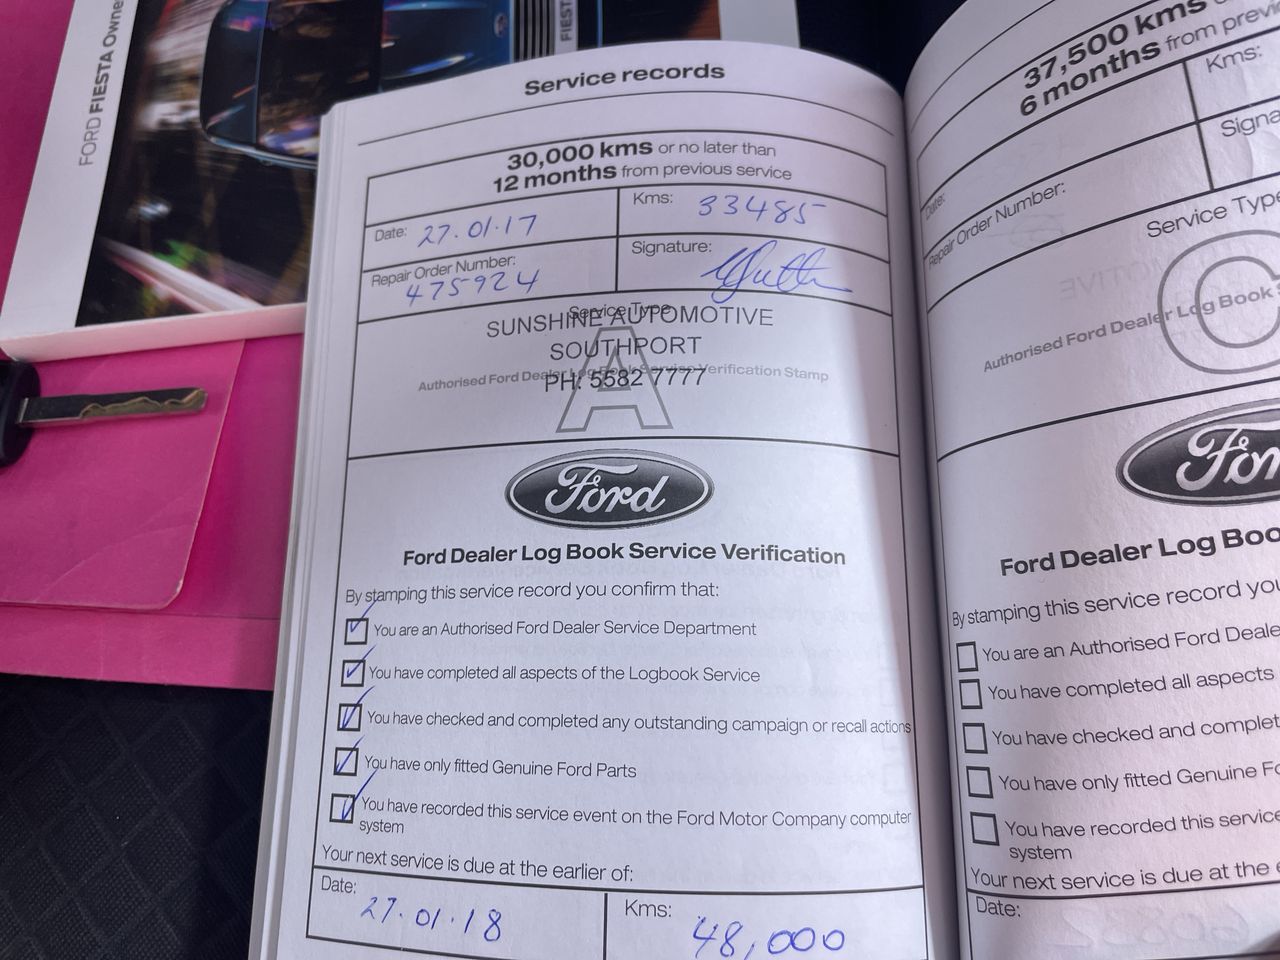 FORD FIESTA Owne
FIESTA
Service records
30,000 kms or no later than
12 months from previous service
Date: 27.01.17
Kms: 33485
Repair Order Number:
475924
Signature:
Service Type
SUNSHINE AUTOMOTIVE
SOUTHPORT
Authorised Ford Dealer Log Book Service Verification Stamp
PH: 5582 7777
A
Ford
Ford Dealer Log Book Service Verification
By stamping this service record you confirm that:
You are an Authorised Ford Dealer Service Department
You have completed all aspects of the Logbook Service
You have checked and completed any outstanding campaign or recall actions
You have only fitted Genuine Ford Parts
You have recorded this service event on the Ford Motor Company computer
system
Your next service is due at the earlier of:
Date:
27.01.18
Kms:
48,000
37,500 kms
6 months from previ
Kms:
Date:
Signa
Repair Order Number:
Service Type
C
Authorised Ford Dealer Log Book
For
Ford Dealer Log Boo
By stamping this service record you
You are an Authorised Ford Deale
You have completed all aspects
You have checked and complet
You have only fitted Genuine Fo
You have recorded this service
system
Your next service is due at the e
Date: